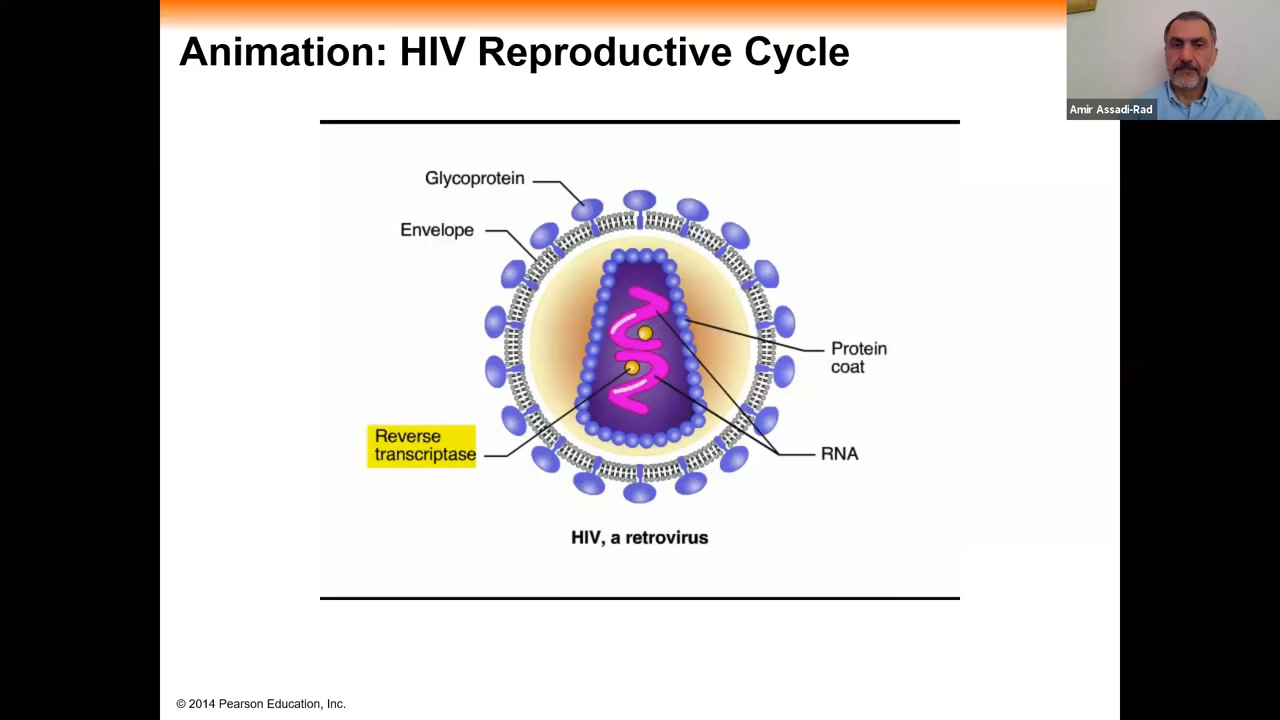 Animation: HIV Reproductive Cycle
Amir Assadi-Rad
Glycoprotein
Envelope
Protein
coat
Reverse
transcriptase
RNA
HIV, a retrovirus
© 2014 Pearson Education, Inc.